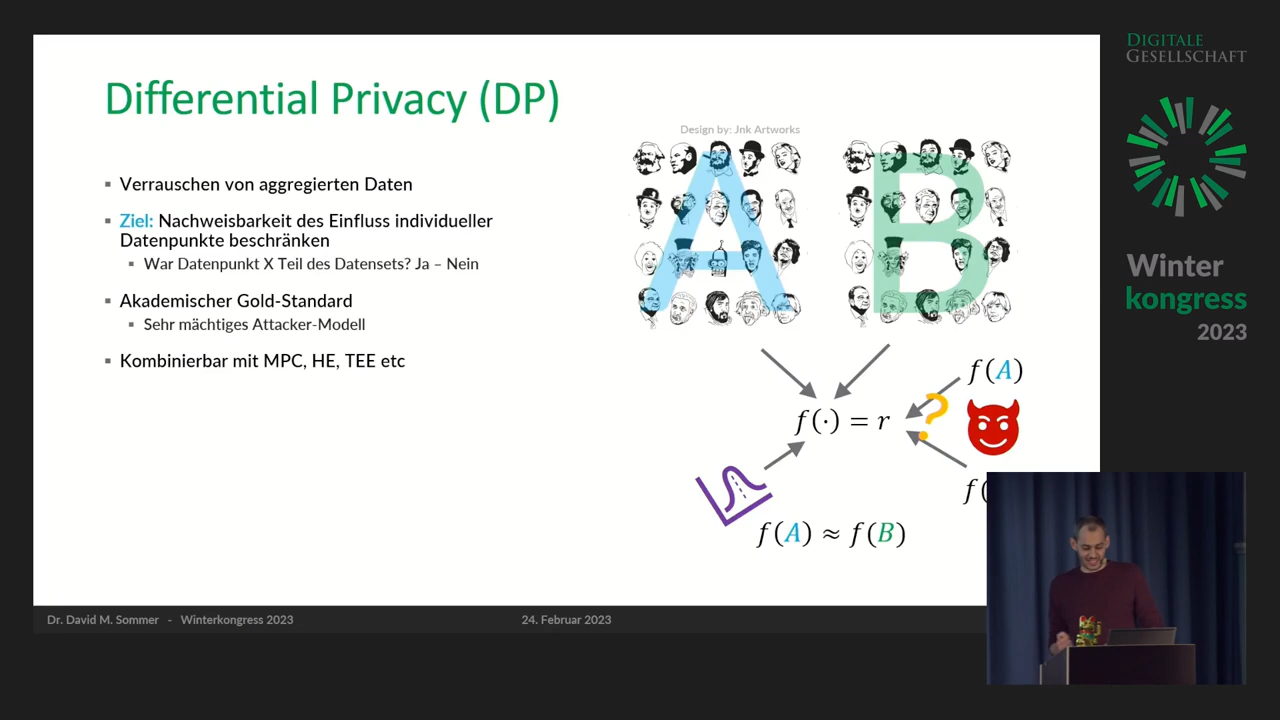 Differential Privacy (DP)
Design by: Jnk Artworks
Verrauschen von aggregierten Daten
Ziel: Nachweisbarkeit des Einfluss individueller
Datenpunkte beschränken
War Datenpunkt X Teil des Datensets? Ja – Nein
Akademischer Gold-Standard
Sehr mächtiges Attacker-Modell
Kombinierbar mit MPC, HE, TEE etc
A
B
f(A)
f(·) = r
?
f(
f(A) ≈ f(B)
Dr. David M. Sommer - Winterkongress 2023
24. Februar 2023
DIGITALE
GESELLSCHAFT
Winter
kongress
2023